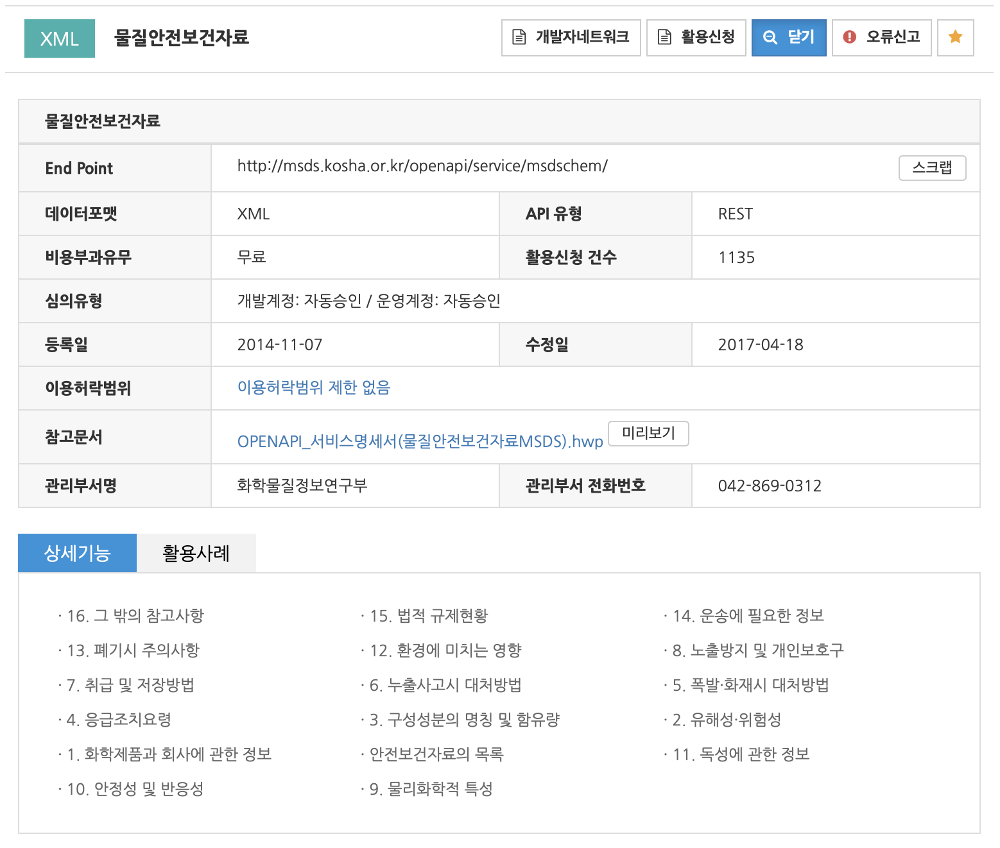 XML 물질안전보건자료 개발자네트워크 활용신청 닫기 오류신고
물질안전보건자료
End Point http://msds.kosha.or.kr/openapi/service/msdschem/ 스크랩
데이터포맷 XML API 유형 REST
비용부과유무 무료 활용신청 건수 1135
심의유형 개발계정: 자동승인 / 운영계정: 자동승인
등록일 2014-11-07 수정일 2017-04-18
이용허락범위 이용허락범위 제한 없음
참고문서 OPENAPI_서비스명세서(물질안전보건자료MSDS).hwp 미리보기
관리부서명 화학물질정보연구부 관리부서 전화번호 042-869-0312
상세기능 활용사례
· 16. 그 밖의 참고사항 · 15. 법적 규제현황 · 14. 운송에 필요한 정보
· 13. 폐기시 주의사항 · 12. 환경에 미치는 영향 · 8. 노출방지 및 개인보호구
· 7. 취급 및 저장방법 · 6. 누출사고시 대처방법 · 5. 폭발·화재시 대처방법
· 4. 응급조치요령 · 3. 구성성분의 명칭 및 함유량 · 2. 유해성·위험성
· 1. 화학제품과 회사에 관한 정보 · 안전보건자료의 목록 · 11. 독성에 관한 정보
· 10. 안정성 및 반응성 · 9. 물리화학적 특성